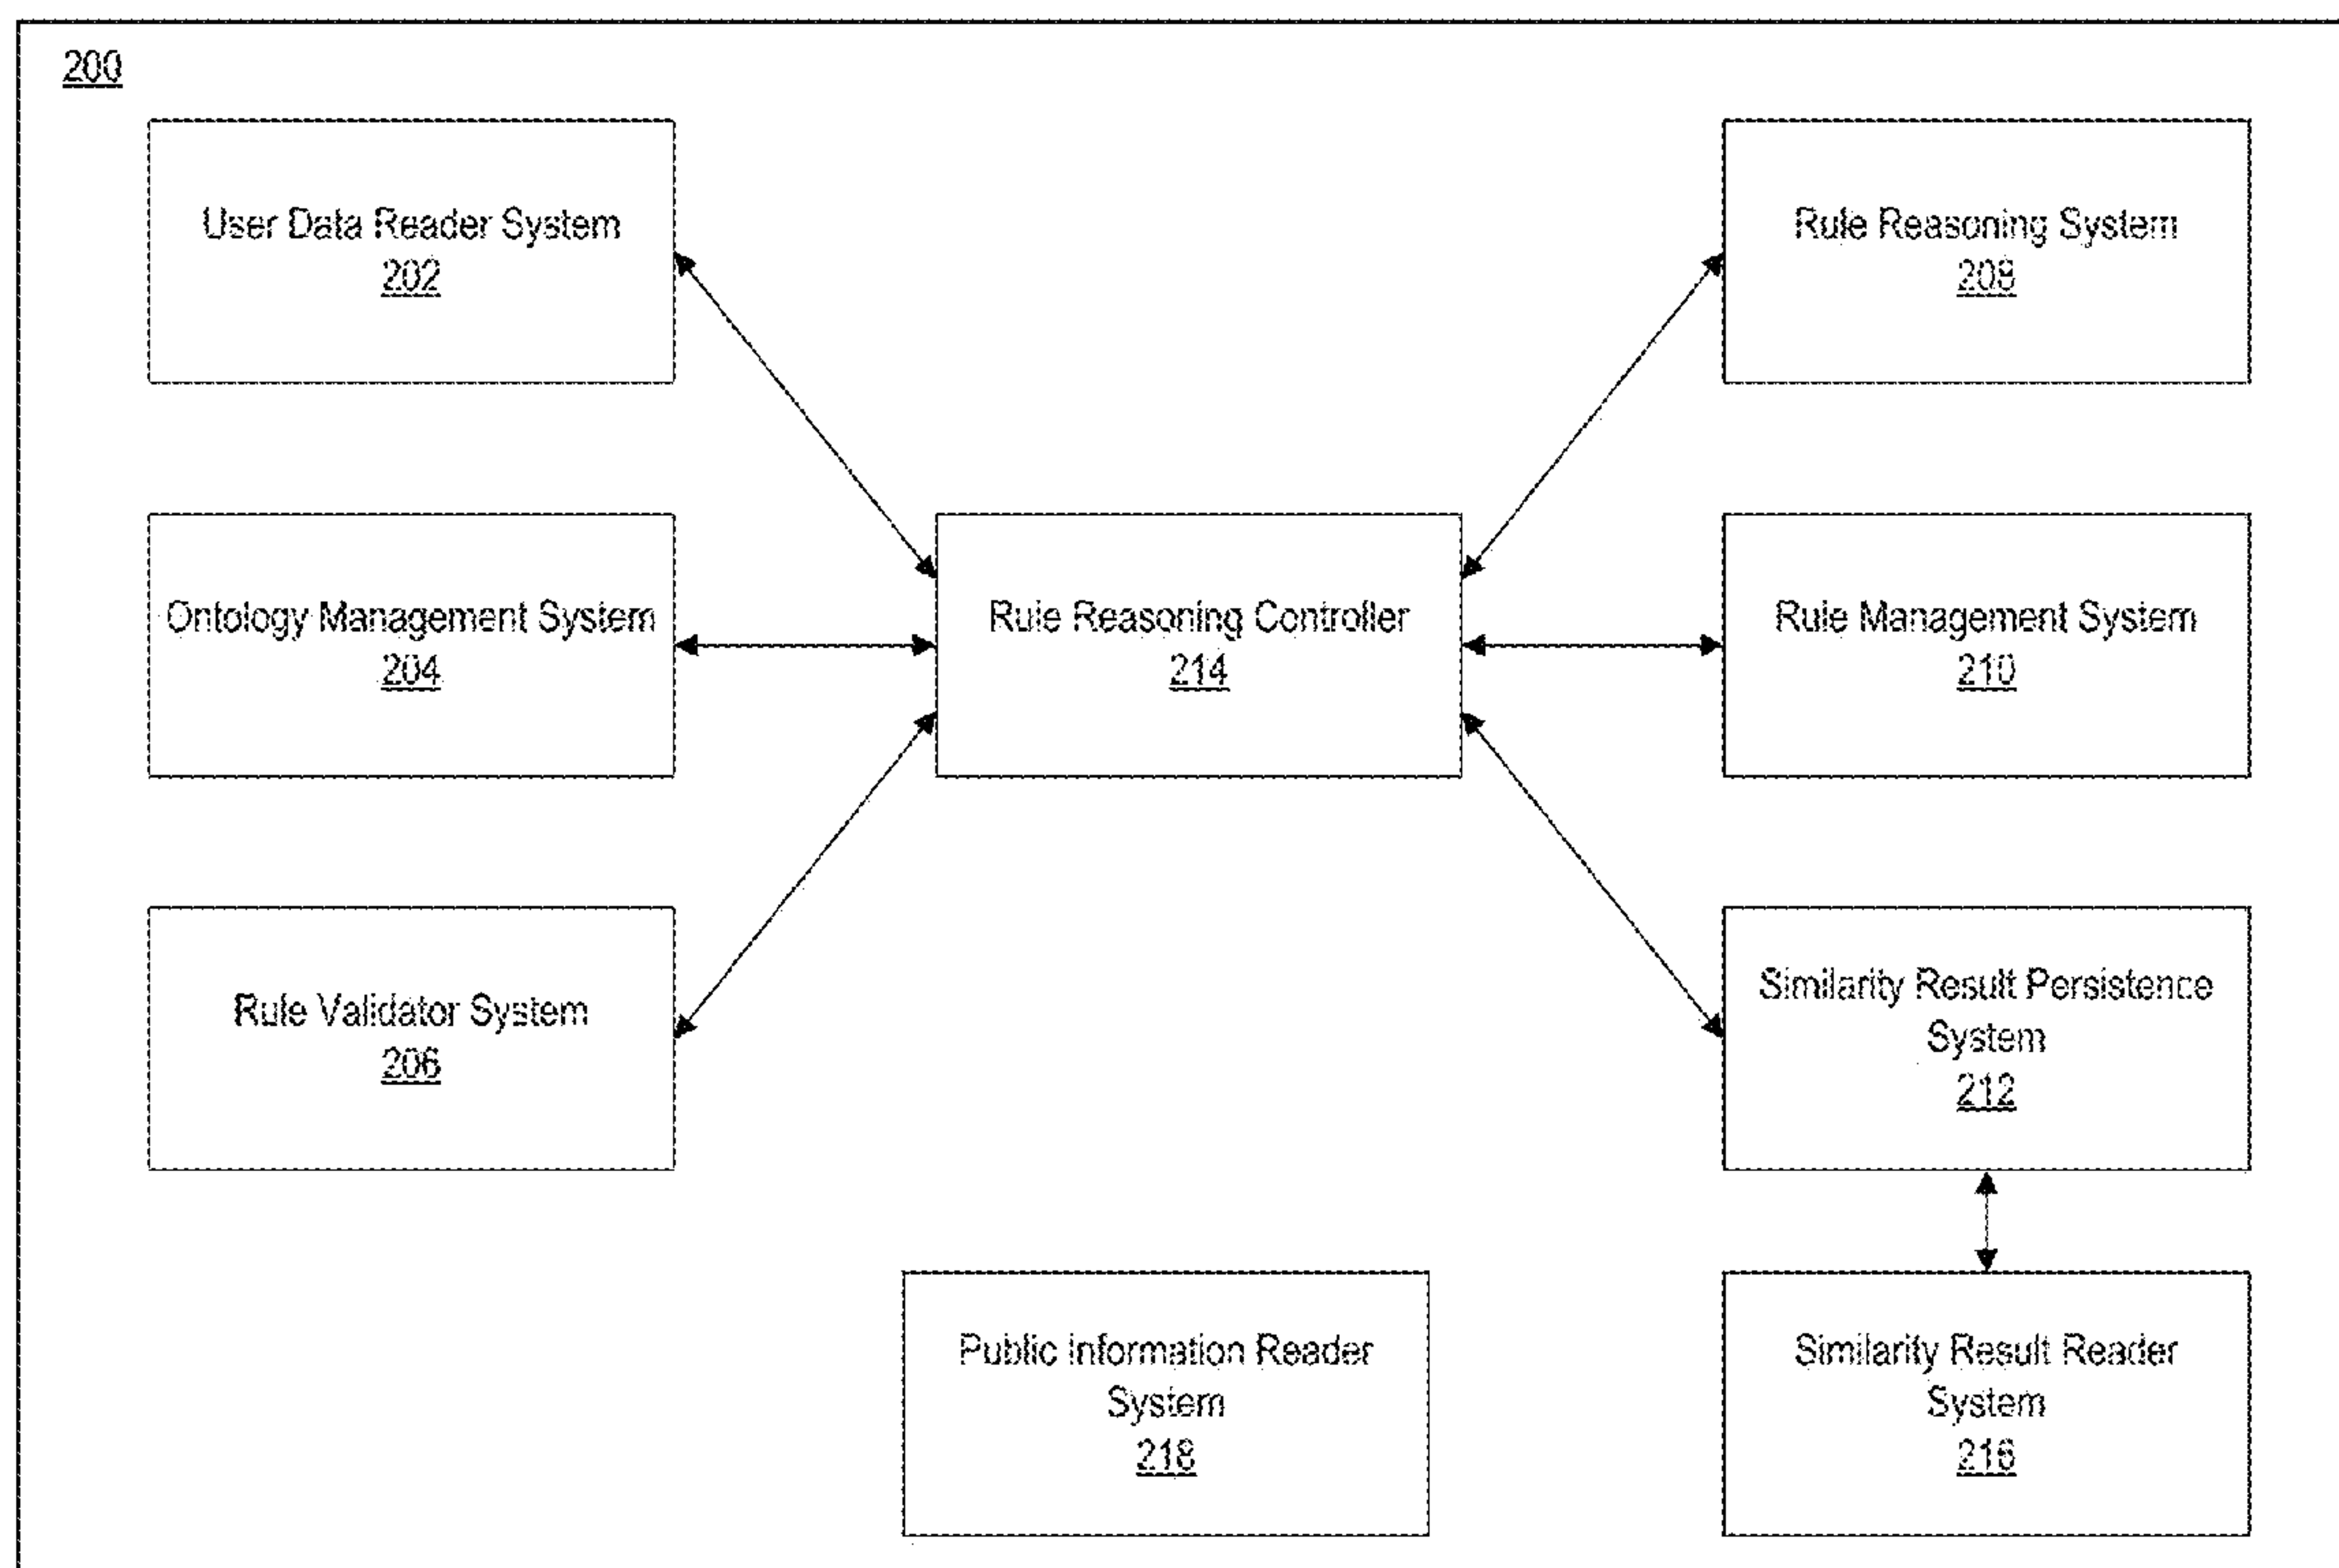 200
User Data Reader System
202
Rule Reasoning System
208
Ontology Management System
204
Rule Reasoning Controller
214
Rule Management System
210
Rule Validator System
206
Similarity Result Persistence
System
212
Public Information Reader
System
218
Similarity Result Reader
System
216